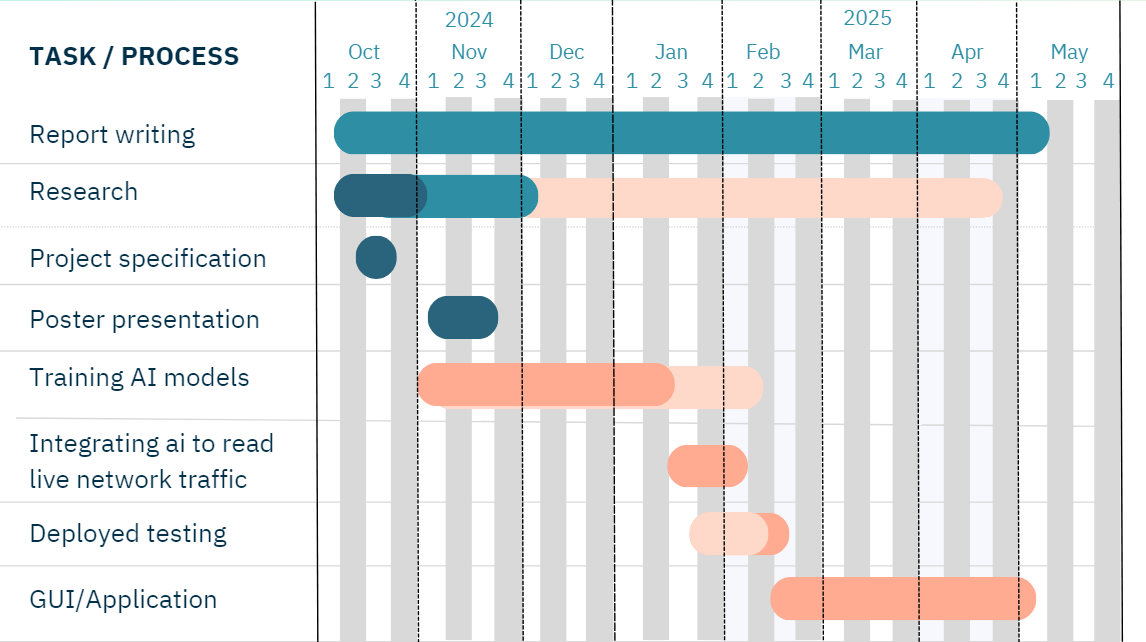 2024 2025
TASK / PROCESS Oct Nov Dec Jan Feb Mar Apr May
1 2 3 4 1 2 3 4 1 2 3 4 1 2 3 4 1 2 3 4 1 2 3 4 1 2 3 4 1 2 3 4
Report writing
Research
Project specification
Poster presentation
Training AI models
Integrating ai to read
live network traffic
Deployed testing
GUI/Application